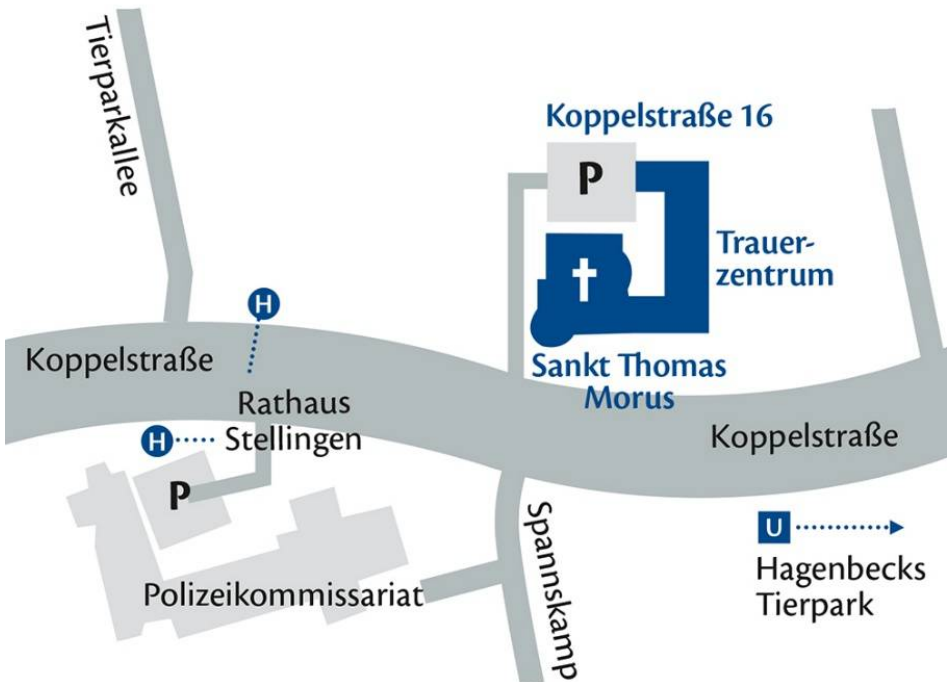 Tierparkallee
Koppelstraße 16
P
Trauer-
zentrum
H
Koppelstraße
Sankt Thomas
Morus
Rathaus
Stellingen
H
Koppelstraße
P
Spannskamp
U
Hagenbecks
Tierpark
Polizeikommissariat